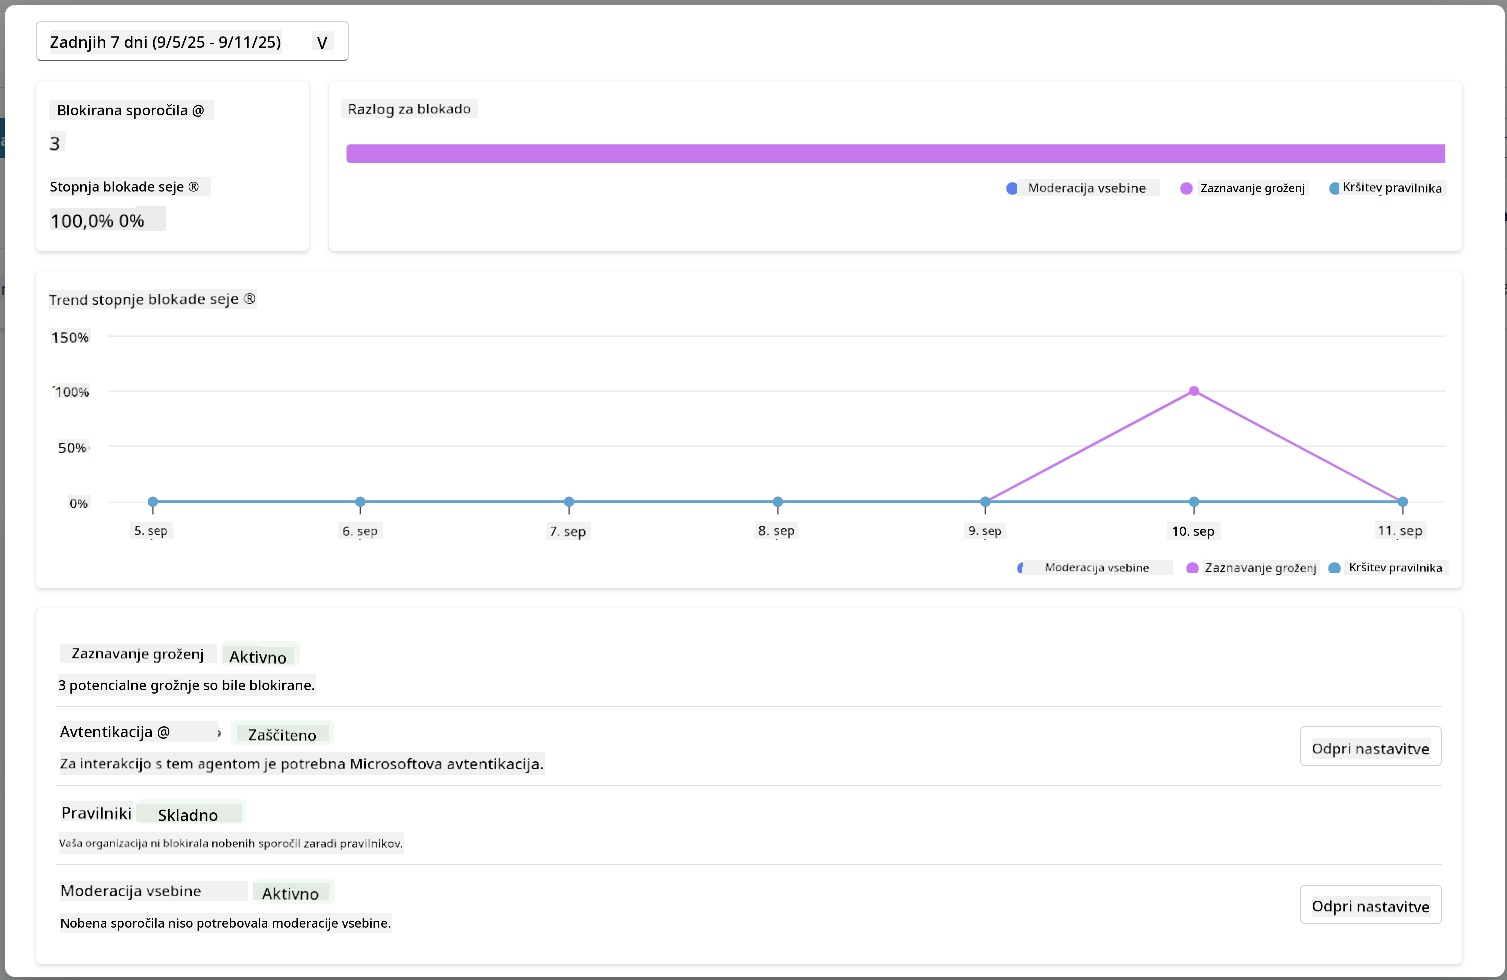 Zadnjih 7 dni (9/5/25 - 9/11/25) V
Blokirana sporočila @
3
Stopnja blokade seje ®
100,0% 0%
Razlog za blokado
Moderacija vsebine
Zaznavanje groženj
Kršitev pravilnika
Trend stopnje blokade seje ®
150%
100%
50%
0%
5. sep
6. sep
7. sep
8. sep
9. sep
10. sep
11. sep
Moderacija vsebine
Zaznavanje groženj
Kršitev pravilnika
Zaznavanje groženj Aktivno
3 potencialne grožnje so bile blokirane.
Avtentikacija @ Zaščiteno
Za interakcijo s tem agentom je potrebna Microsoftova avtentikacija.
Odpri nastavitve
Pravilniki Skladno
Vaša organizacija ni blokirala nobenih sporočil zaradi pravilnikov.
Moderacija vsebine Aktivno
Nobena sporočila niso potrebovala moderacije vsebine.
Odpri nastavitve